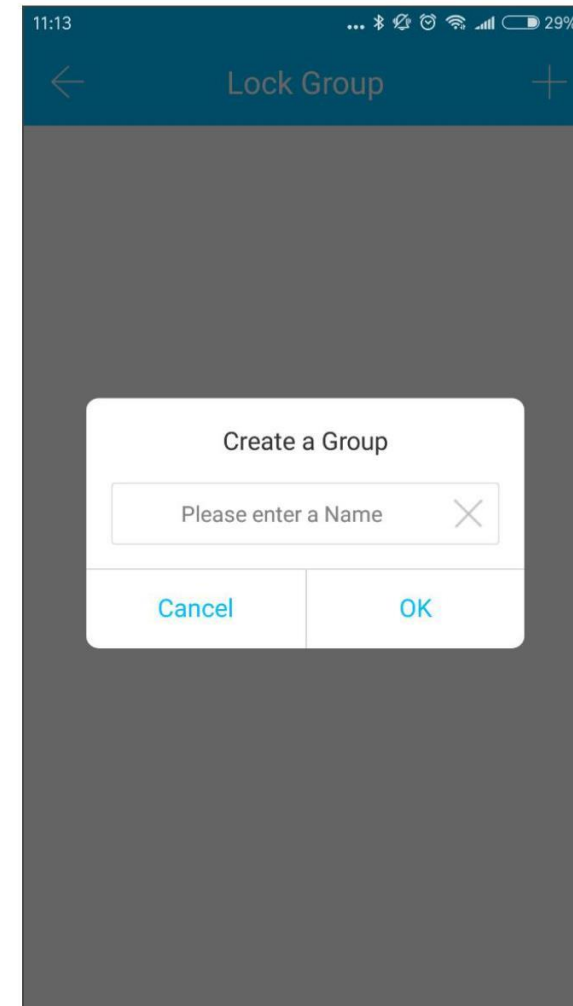 11:13 ... 29%
Lock Group
Create a Group
Please enter a Name
Cancel OK